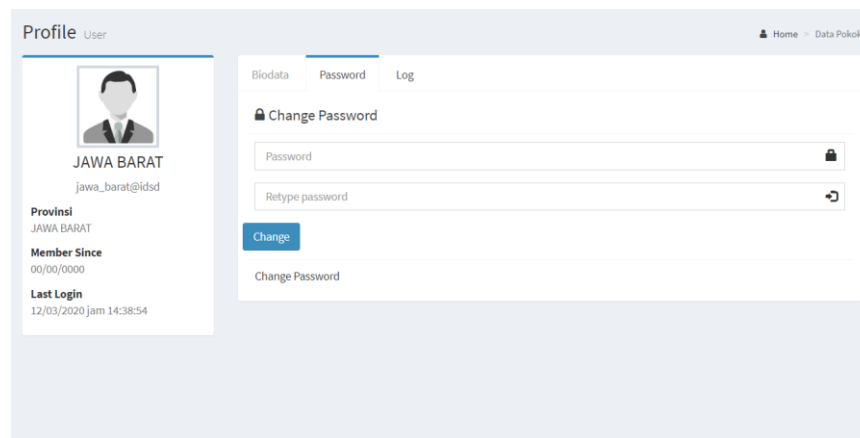 Profile User
Home > Data Pokok
JAWA BARAT
jawa_barat@idsd
Provinsi
JAWA BARAT
Member Since
00/00/0000
Last Login
12/03/2020 jam 14:38:54
Biodata Password Log
Change Password
Password
Retype password
Change
Change Password